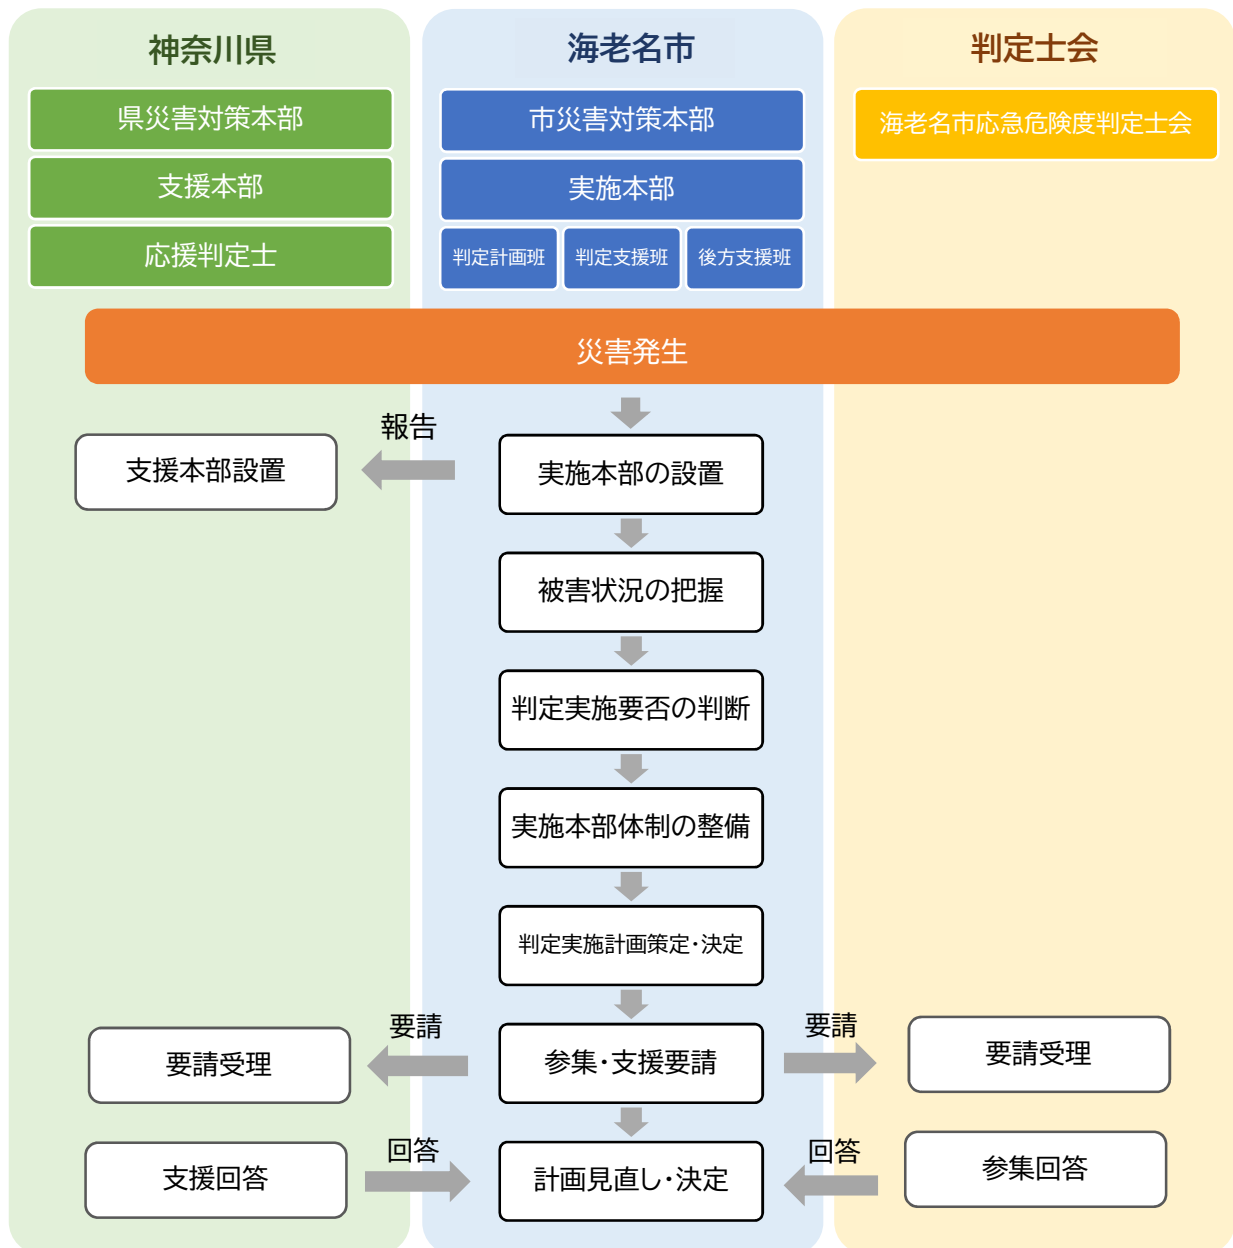 神奈川県
海老名市
判定士会
県災害対策本部
市災害対策本部
海老名市応急危険度判定士会
支援本部
実施本部
応援判定士
判定計画班
判定支援班
後方支援班
災害発生
報告
支援本部設置
実施本部の設置
被害状況の把握
判定実施要否の判断
実施本部体制の整備
判定実施計画策定・決定
要請
要請
要請受理
参集・支援要請
要請受理
回答
回答
支援回答
計画見直し・決定
参集回答